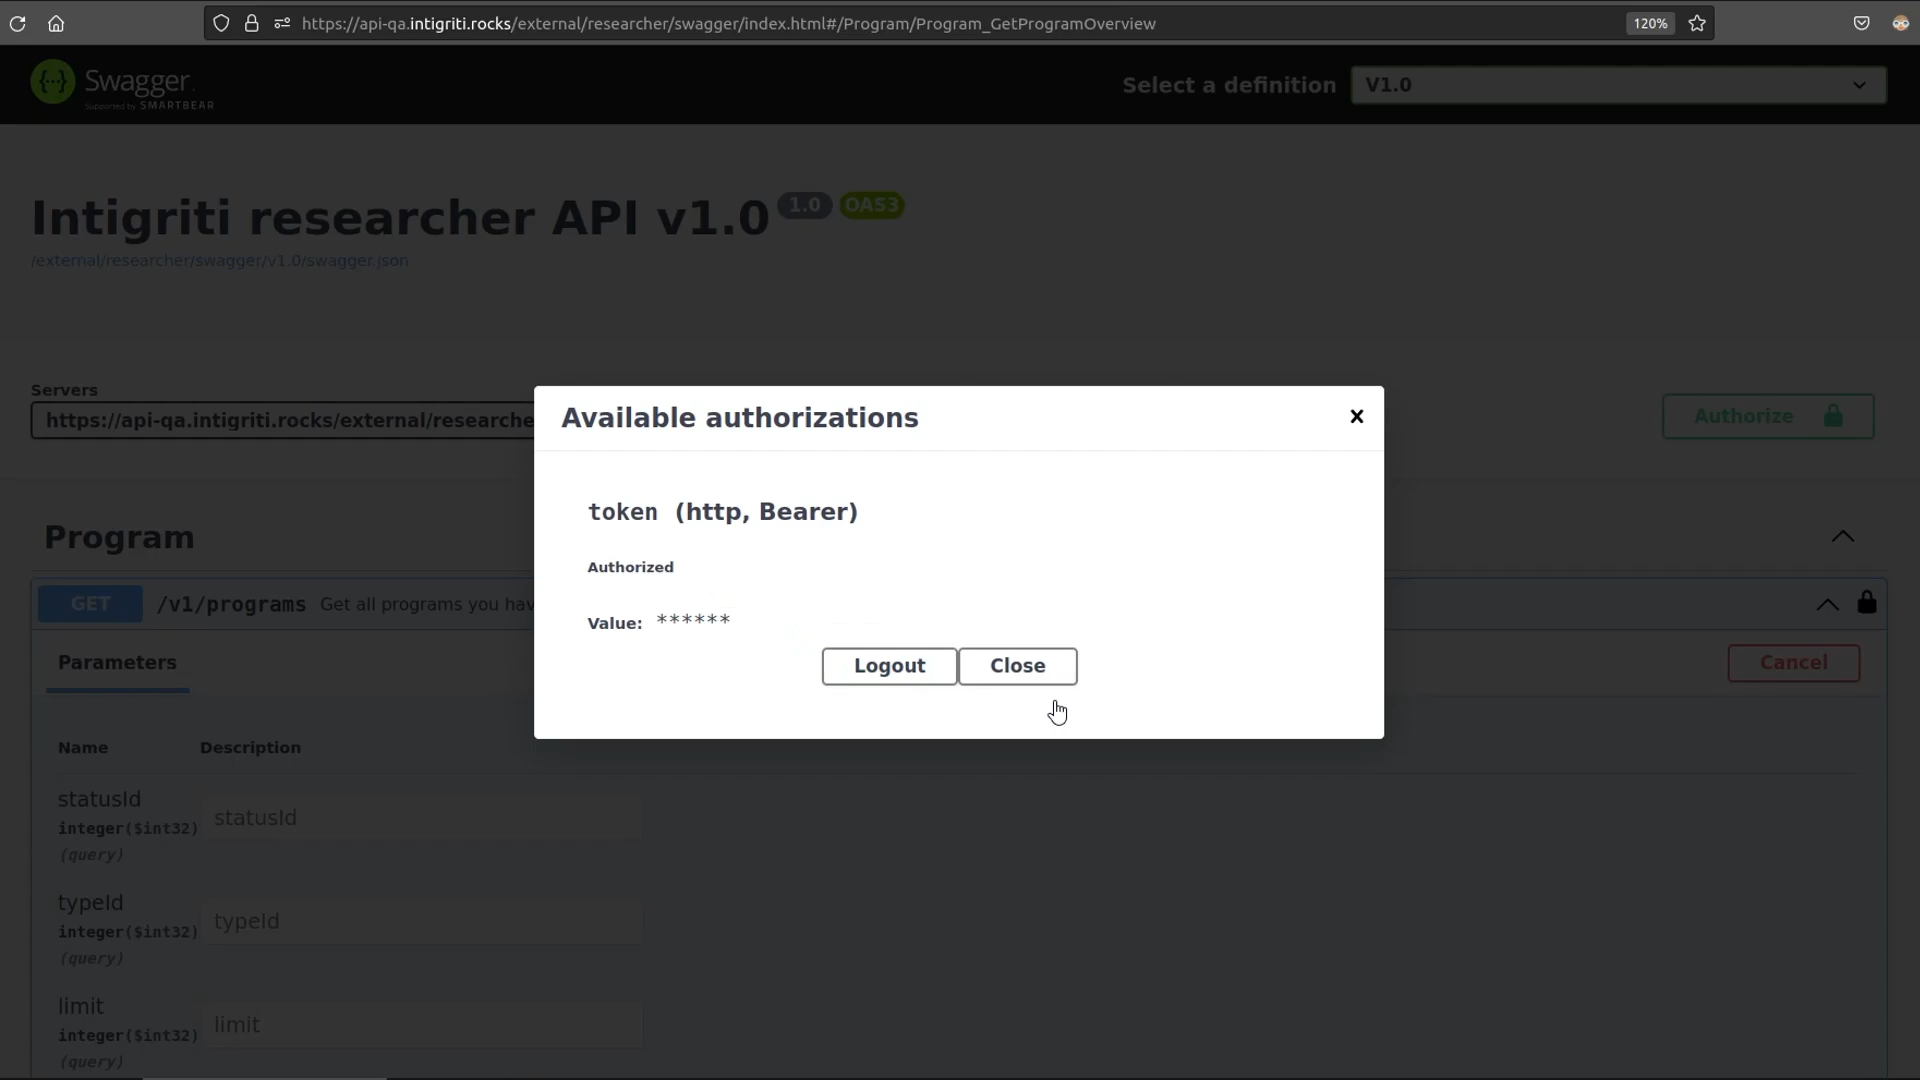 https://api-qa.intigriti.rocks/external/researcher/swagger/index.html#/Program/Program_GetProgramOverview
120%
{···} Swagger.
Supported by SMARTBEAR
Select a definition
V1.0
Intigriti researcher API v1.0 1.0 OAS3
/external/researcher/swagger/v1.0/swagger.json
Servers
https://api-qa.intigriti.rocks/external/researche
Authorize
Available authorizations
x
token (http, Bearer)
Authorized
Value: ******
Logout
Close
Program
GET /v1/programs Get all programs you hav
Parameters
Cancel
Name Description
statusId
integer($int32)
(query)
statusId
typeId
integer($int32)
(query)
typeId
limit
integer($int32)
(query)
limit